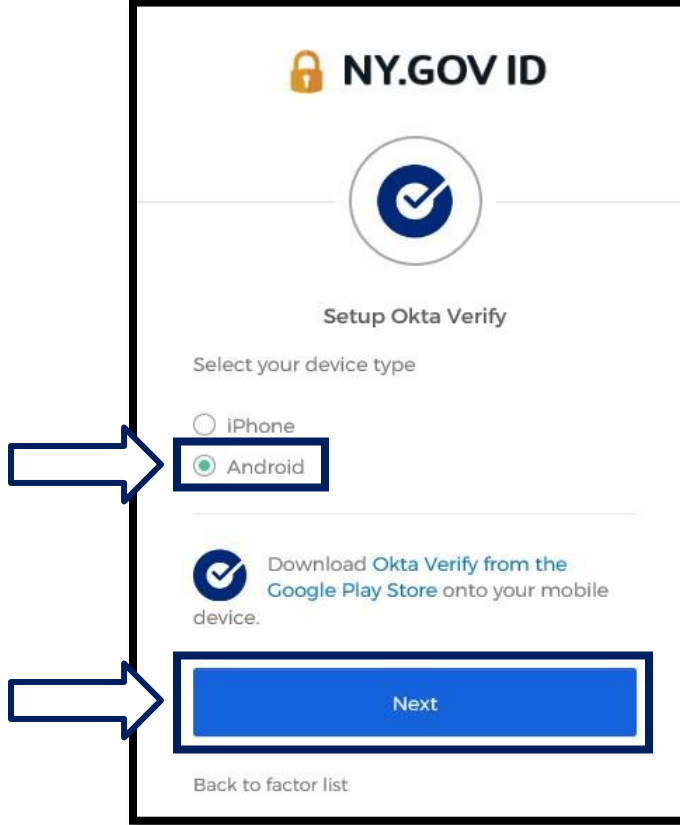 NY.GOV ID
Setup Okta Verify
Select your device type
iPhone
Android
Download Okta Verify from the
Google Play Store onto your mobile
device.
Next
Back to factor list